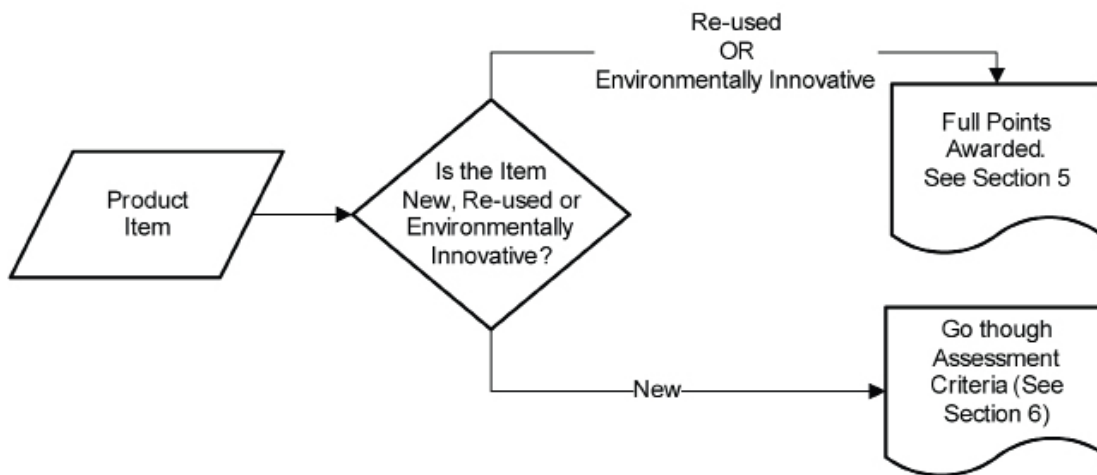 Re-used
OR
Environmentally Innovative
Full Points
Awarded.
See Section 5
Product
Item
Is the Item
New, Re-used or
Environmentally
Innovative?
Go though
Assessment
Criteria (See
Section 6)
New